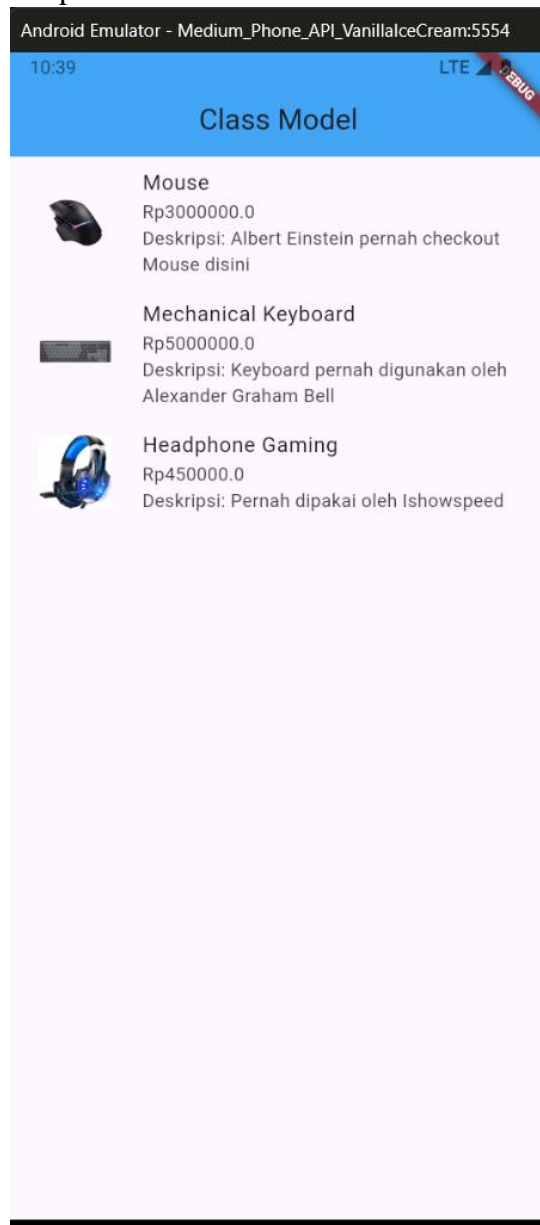 Android Emulator - Medium_Phone_API_VanillaIceCream:5554
10:39
LTE
DEBUG
Class Model
Mouse
Rp3000000.0
Deskripsi: Albert Einstein pernah checkout
Mouse disini
Mechanical Keyboard
Rp5000000.0
Deskripsi: Keyboard pernah digunakan oleh
Alexander Graham Bell
Headphone Gaming
Rp450000.0
Deskripsi: Pernah dipakai oleh Ishowspeed